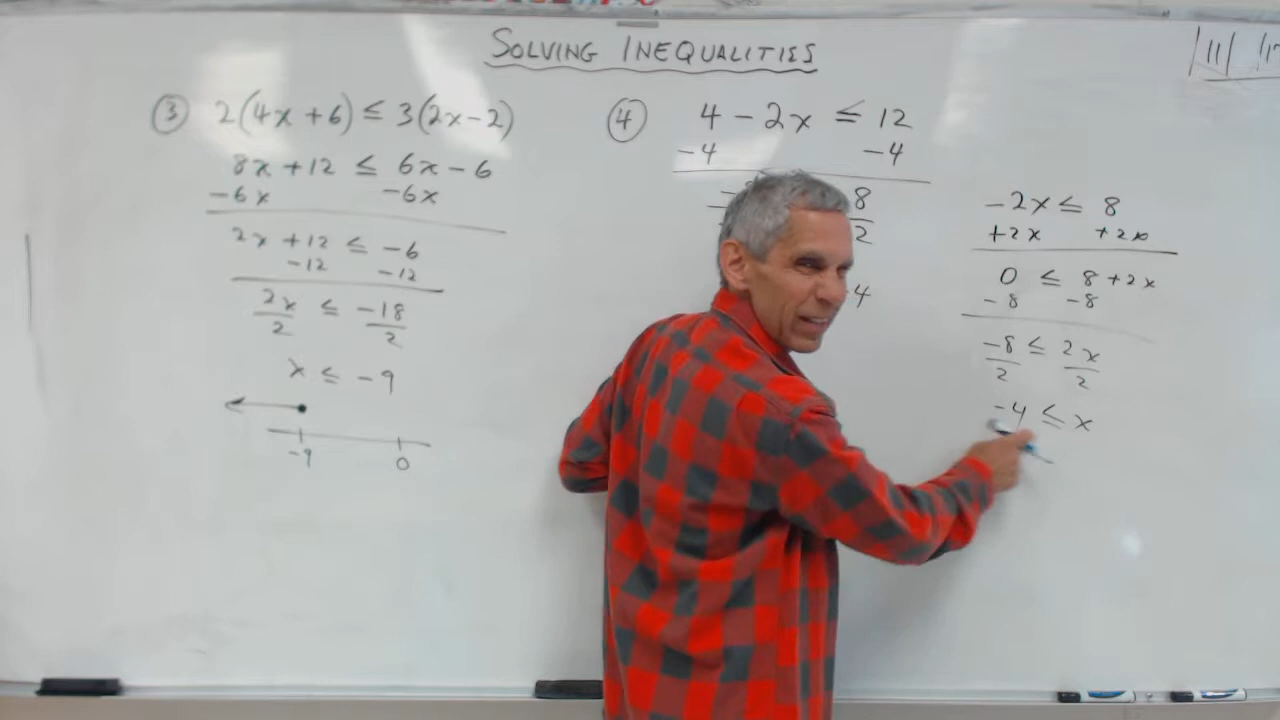 SOLVING INEQUALITIES
11
③ 2(4x+6) ≤ 3(2x-2)
8x+12 ≤ 6x-6
-6x -6x
2x+12 ≤ -6
-12 -12
2x/2 ≤ -18/2
x ≤ -9
-9 0
④ 4-2x ≤ 12
-4 -4
8
2
4
-2x ≤ 8
+2x +2x
0 ≤ 8+2x
-8 -8
-8/2 ≤ 2x/2
-4 ≤ x